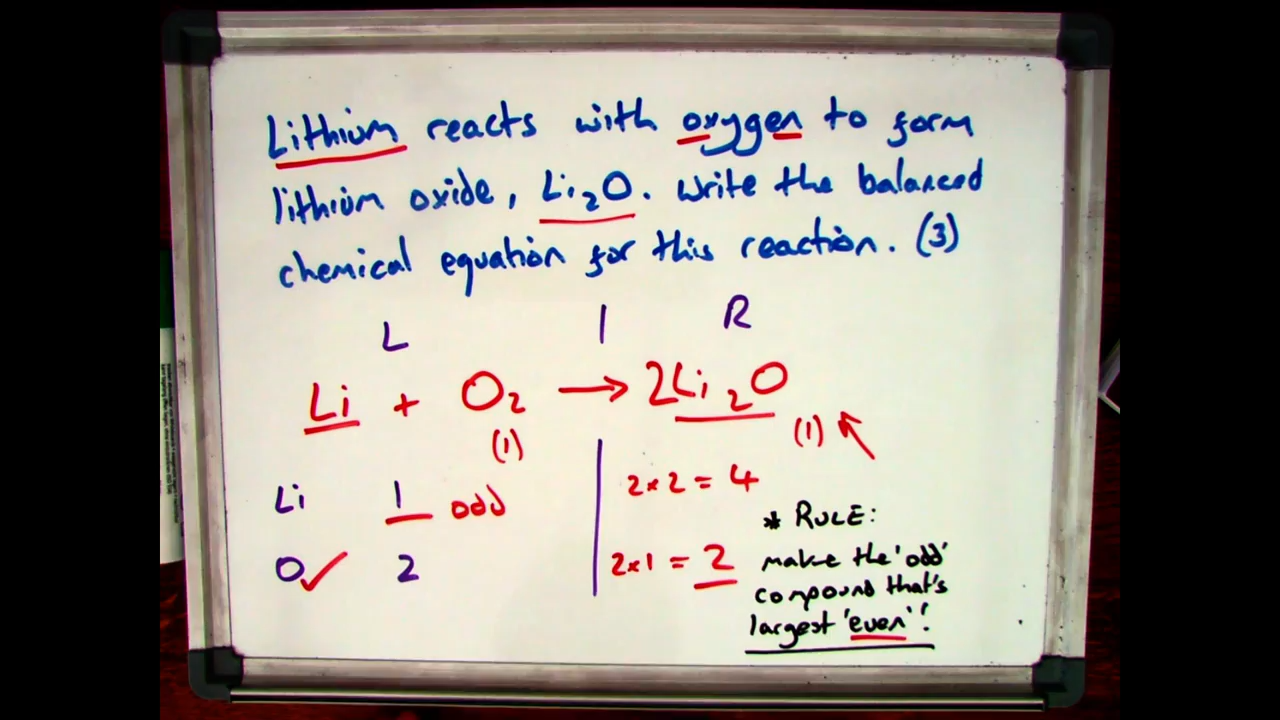 Lithium reacts with oxygen to form
lithium oxide, Li₂O. Write the balanced
chemical equation for this reaction. (3)
L | R
Li + O₂ → 2Li₂O
(1) (1)
Li 1 odd 2×2 = 4
O✓ 2 2×1 = 2
* RULE:
make the 'odd'
compound that's
largest 'even'!